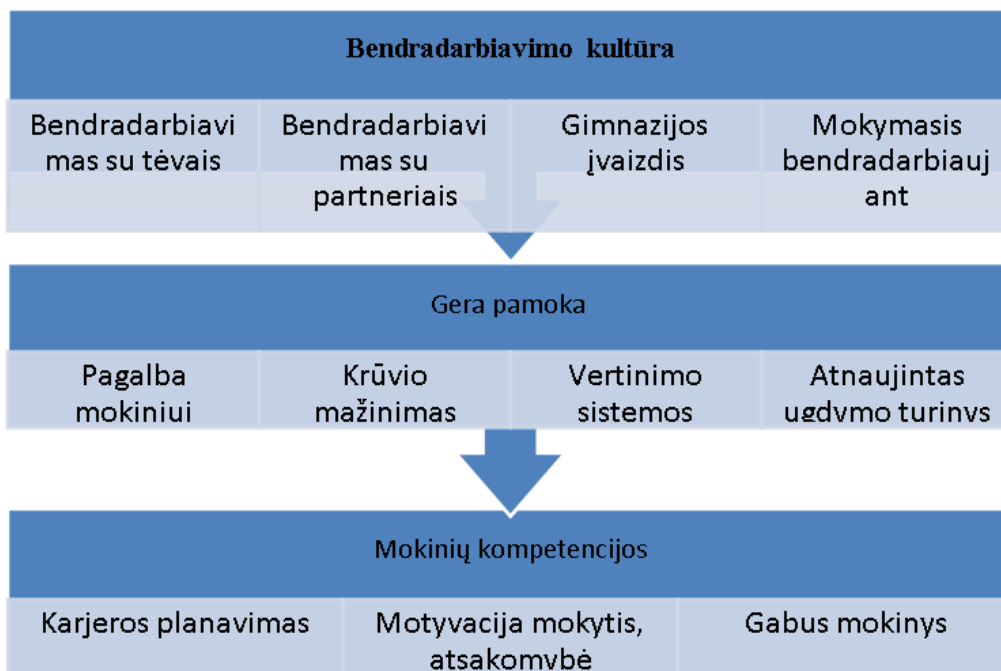 Bendradarbiavimo kultūra
Bendradarbiavi
mas su tėvais
Bendradarbiavi
mas su
partneriais
Gimnazijos
įvaizdis
Mokymasis
bendradarbiauj
ant
Gera pamoka
Pagalba
mokiniui
Krūvio
mažinimas
Vertinimo
sistemos
Atnaujintas
ugdymo turinys
Mokinių kompetencijos
Karjeros planavimas
Motyvacija mokytis,
atsakomybė
Gabus mokinys